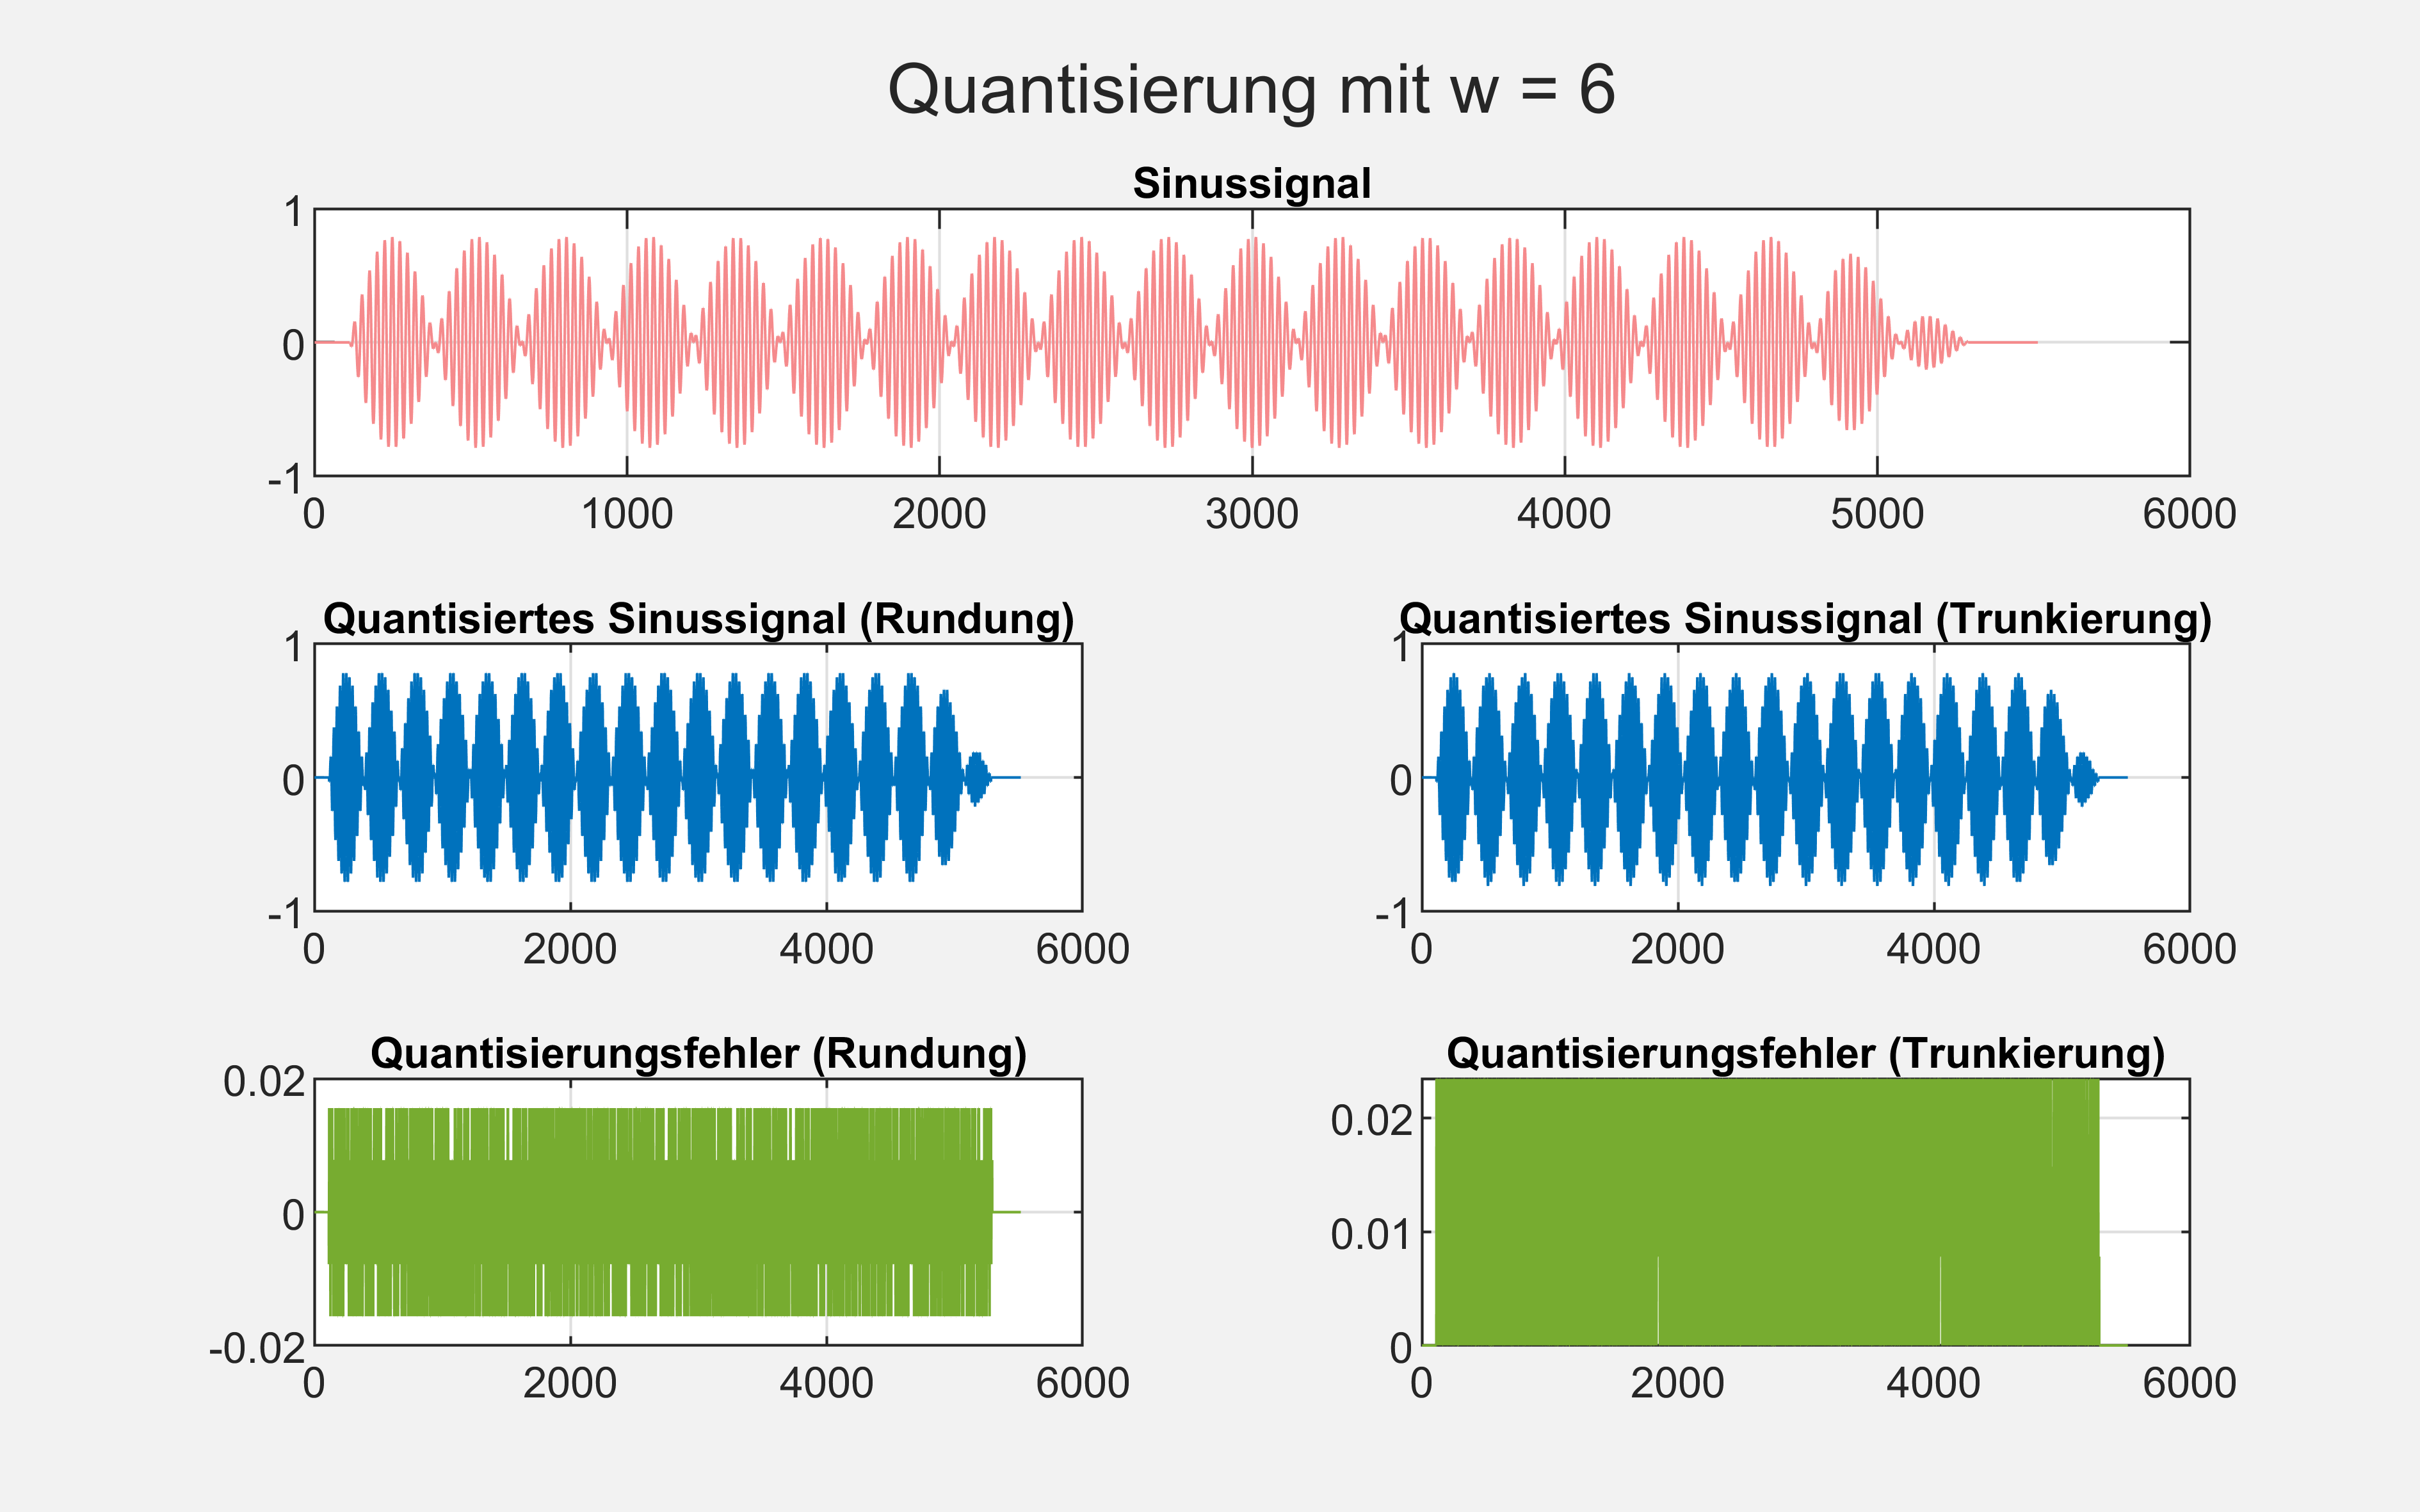 Quantisierung mit w = 6
Sinussignal
1
0
-1
0 1000 2000 3000 4000 5000 6000
Quantisiertes Sinussignal (Rundung)
1
0
-1
0 2000 4000 6000
Quantisiertes Sinussignal (Trunkierung)
1
0
-1
0 2000 4000 6000
Quantisierungsfehler (Rundung)
0.02
0
-0.02
0 2000 4000 6000
Quantisierungsfehler (Trunkierung)
0.02
0.01
0
0 2000 4000 6000